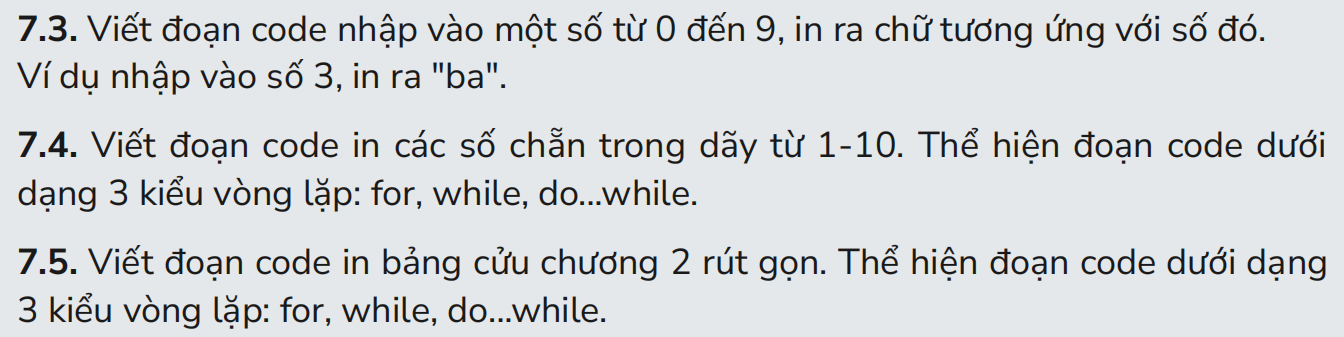 7.3. Viết đoạn code nhập vào một số từ 0 đến 9, in ra chữ tương ứng với số đó.
Ví dụ nhập vào số 3, in ra "ba".
7.4. Viết đoạn code in các số chẵn trong dãy từ 1-10. Thể hiện đoạn code dưới
dạng 3 kiểu vòng lặp: for, while, do...while.
7.5. Viết đoạn code in bảng cửu chương 2 rút gọn. Thể hiện đoạn code dưới dạng
3 kiểu vòng lặp: for, while, do...while.